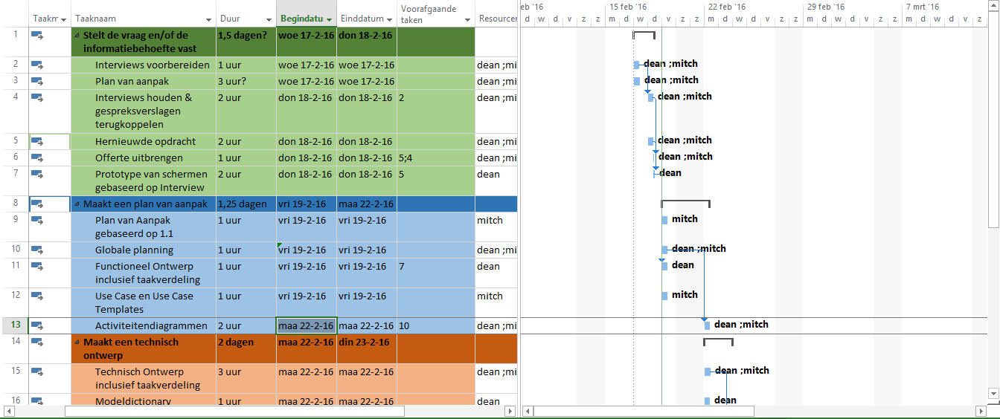 Taakm Taaknaam Duur Begindatu Einddatum Voorafgaande taken Resource
eb '16 15 feb '16 22 feb '16 29 feb '16 7 mrt '16
d w d v z z m d w d v z z m d w d v z z m d w d v z z m d w d v z
1 Stelt de vraag en/of de 1,5 dagen? woe 17-2-16 don 18-2-16
informatiebehoefte vast
2 Interviews voorbereiden 1 uur woe 17-2-16 woe 17-2-16 dean ;mi dean ;mitch
3 Plan van aanpak 3 uur? woe 17-2-16 woe 17-2-16 dean ;mi dean ;mitch
4 Interviews houden & 2 uur don 18-2-16 don 18-2-16 2 dean ;mi dean ;mitch
gespreksverslagen
terugkoppelen
5 Hernieuwde opdracht 2 uur don 18-2-16 don 18-2-16 dean ;mi dean ;mitch
6 Offerte uitbrengen 1 uur don 18-2-16 don 18-2-16 5;4 dean ;mi dean ;mitch
7 Prototype van schermen 2 uur don 18-2-16 don 18-2-16 5 dean dean
gebaseerd op Interview
8 Maakt een plan van aanpak 1,25 dagen vri 19-2-16 maa 22-2-16
9 Plan van Aanpak 1 uur vri 19-2-16 vri 19-2-16 mitch mitch
gebaseerd op 1.1
10 Globale planning 1 uur vri 19-2-16 vri 19-2-16 dean ;mi dean ;mitch
11 Functioneel Ontwerp 1 uur vri 19-2-16 vri 19-2-16 7 dean dean
inclusief taakverdeling
12 Use Case en Use Case 1 uur vri 19-2-16 vri 19-2-16 mitch mitch
Templates
13 Activiteitendiagrammen 2 uur maa 22-2-16 maa 22-2-16 10 dean ;mi dean ;mitch
14 Maakt een technisch 2 dagen maa 22-2-16 din 23-2-16
ontwerp
15 Technisch Ontwerp 3 uur maa 22-2-16 maa 22-2-16 dean ;mi dean ;mitch
inclusief taakverdeling
16 Modeldictionary 1 uur maa 22-2-16 maa 22-2-16 dean dean